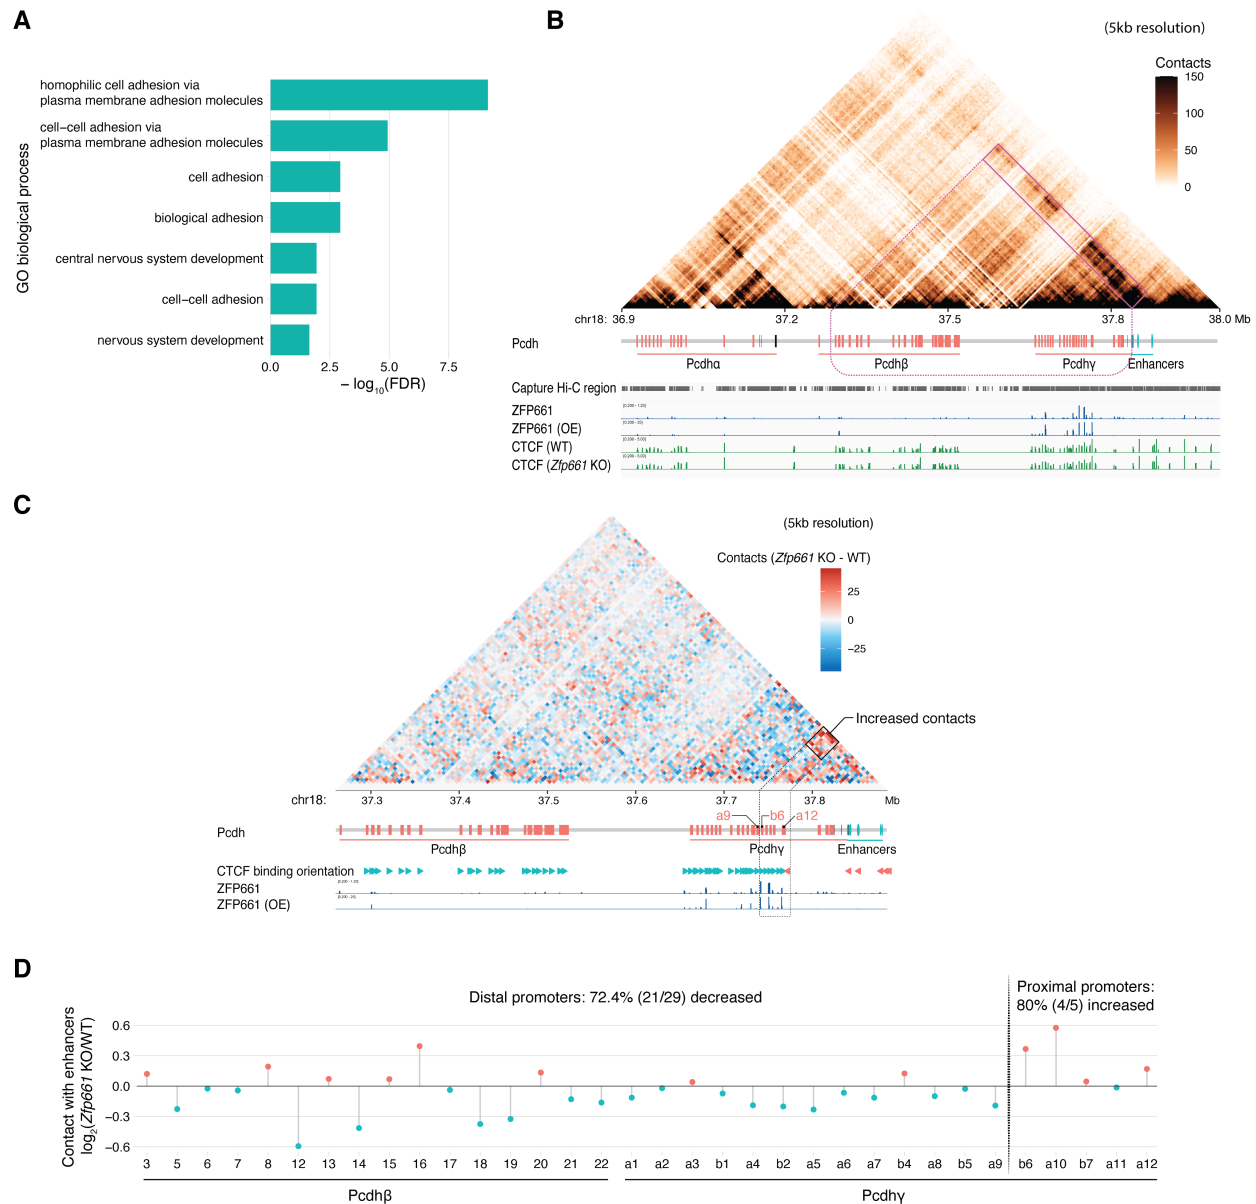 A
GO biological process
homophilic cell adhesion via
plasma membrane adhesion molecules
cell−cell adhesion via
plasma membrane adhesion molecules
cell adhesion
biological adhesion
central nervous system development
cell−cell adhesion
nervous system development
0.0 2.5 5.0 7.5
− log10(FDR)
B
(5kb resolution)
Contacts
150
100
50
0
chr18: 36.9 37.2 37.5 37.8 38.0 Mb
Pcdh
Pcdhα Pcdhβ Pcdhγ Enhancers
Capture Hi-C region
ZFP661
ZFP661 (OE)
CTCF (WT)
CTCF (Zfp661 KO)
C
(5kb resolution)
Contacts (Zfp661 KO - WT)
25
0
−25
Increased contacts
chr18: 37.3 37.4 37.5 37.6 37.7 37.8 Mb
a9 b6 a12
Pcdh
Pcdhβ Pcdhγ Enhancers
CTCF binding orientation
ZFP661
ZFP661 (OE)
D
Distal promoters: 72.4% (21/29) decreased
Proximal promoters:
80% (4/5) increased
Contact with enhancers
log2(Zfp661 KO/WT)
0.6
0.3
0.0
−0.3
−0.6
3 5 6 7 8 12 13 14 15 16 17 18 19 20 21 22 a1 a2 a3 b1 a4 b2 a5 a6 a7 b4 a8 b5 a9 b6 a10 b7 a11 a12
Pcdhβ Pcdhγ